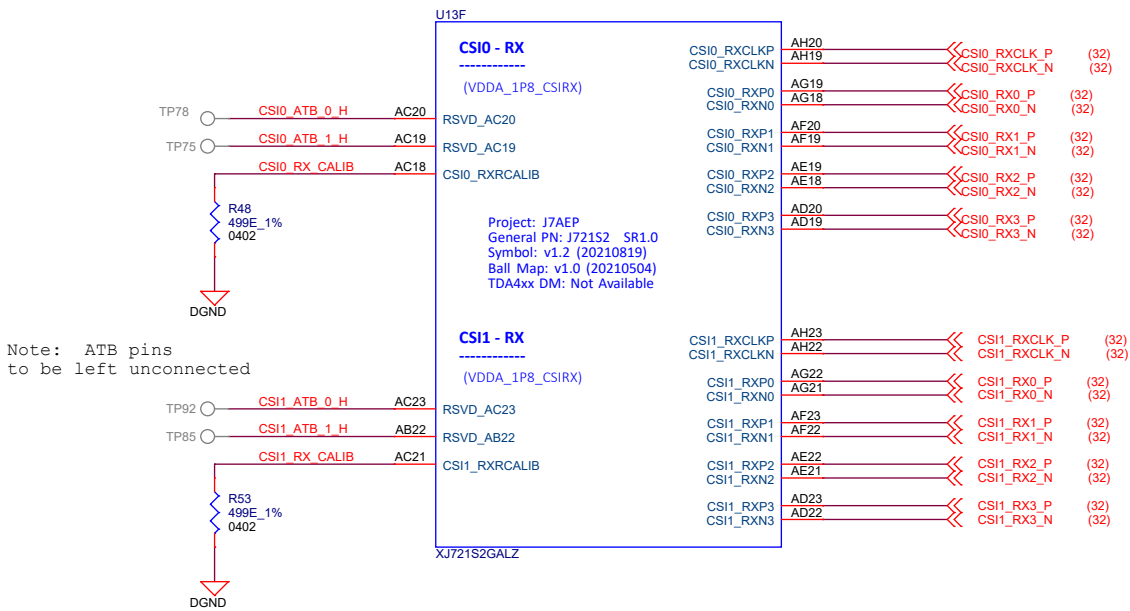 U13F
CSI0 - RX
------------
(VDDA_1P8_CSIRX)
TP78 CSI0_ATB_0_H AC20 RSVD_AC20
TP75 CSI0_ATB_1_H AC19 RSVD_AC19
CSI0_RX_CALIB AC18 CSI0_RXRCALIB
R48
499E_1%
0402
DGND
CSI0_RXCLKP AH20 CSI0_RXCLK_P (32)
CSI0_RXCLKN AH19 CSI0_RXCLK_N (32)
CSI0_RXP0 AG19 CSI0_RX0_P (32)
CSI0_RXN0 AG18 CSI0_RX0_N (32)
CSI0_RXP1 AF20 CSI0_RX1_P (32)
CSI0_RXN1 AF19 CSI0_RX1_N (32)
CSI0_RXP2 AE19 CSI0_RX2_P (32)
CSI0_RXN2 AE18 CSI0_RX2_N (32)
CSI0_RXP3 AD20 CSI0_RX3_P (32)
CSI0_RXN3 AD19 CSI0_RX3_N (32)
Project: J7AEP
General PN: J721S2 SR1.0
Symbol: v1.2 (20210819)
Ball Map: v1.0 (20210504)
TDA4xx DM: Not Available
Note: ATB pins
to be left unconnected
CSI1 - RX
------------
(VDDA_1P8_CSIRX)
TP92 CSI1_ATB_0_H AC23 RSVD_AC23
TP85 CSI1_ATB_1_H AB22 RSVD_AB22
CSI1_RX_CALIB AC21 CSI1_RXRCALIB
R53
499E_1%
0402
DGND
CSI1_RXCLKP AH23 CSI1_RXCLK_P (32)
CSI1_RXCLKN AH22 CSI1_RXCLK_N (32)
CSI1_RXP0 AG22 CSI1_RX0_P (32)
CSI1_RXN0 AG21 CSI1_RX0_N (32)
CSI1_RXP1 AF23 CSI1_RX1_P (32)
CSI1_RXN1 AF22 CSI1_RX1_N (32)
CSI1_RXP2 AE22 CSI1_RX2_P (32)
CSI1_RXN2 AE21 CSI1_RX2_N (32)
CSI1_RXP3 AD23 CSI1_RX3_P (32)
CSI1_RXN3 AD22 CSI1_RX3_N (32)
XJ721S2GALZ